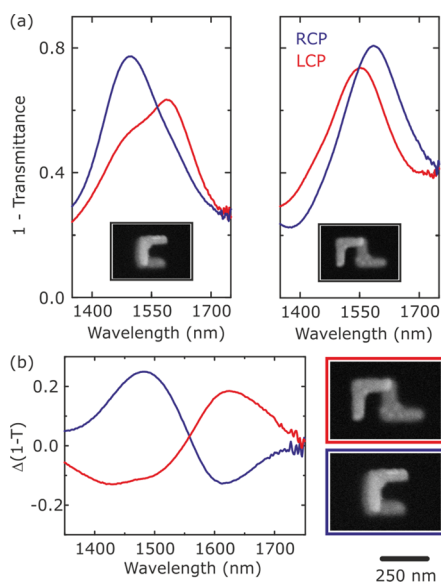 (a)
0.8
RCP
LCP
1 - Transmittance
0.4
0.0
1400 1550 1700
1400 1550 1700
Wavelength (nm)
Wavelength (nm)
(b)
0.2
Δ(1-T)
0.0
-0.2
1400 1500 1600 1700
Wavelength (nm)
250 nm